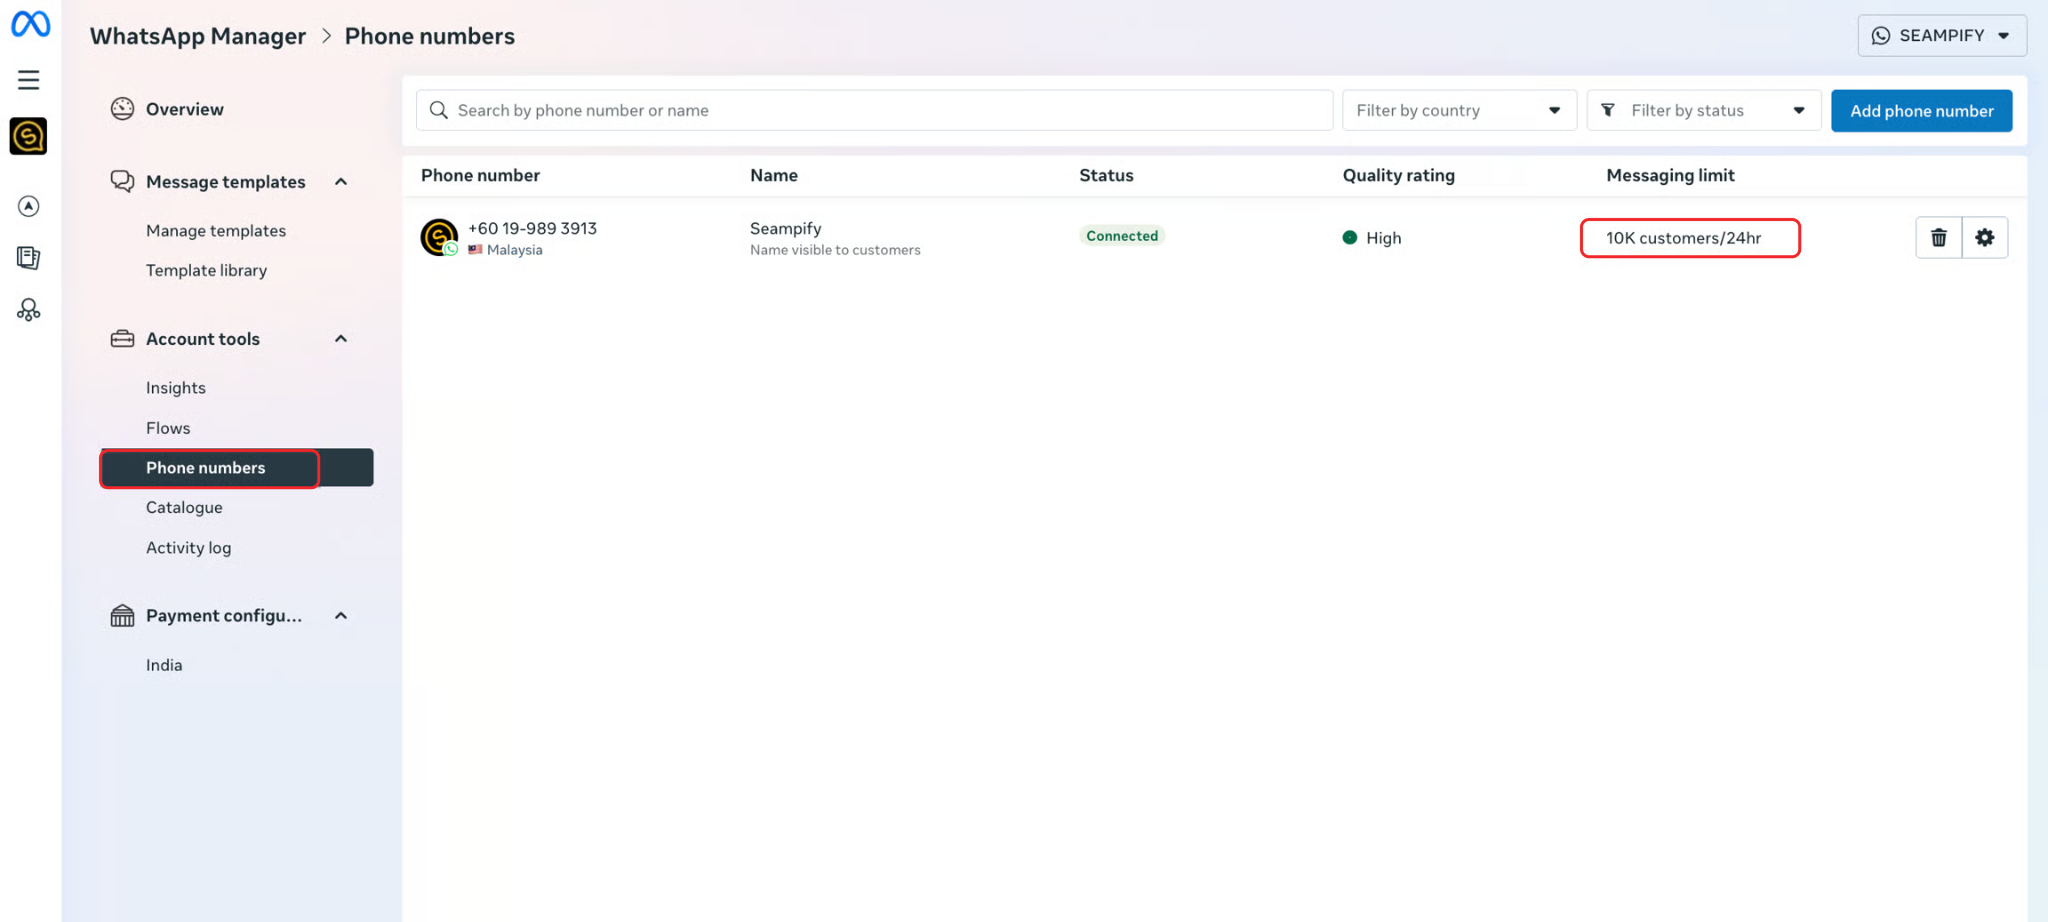 WhatsApp Manager > Phone numbers
SEAMPIFY
Overview
Message templates
Manage templates
Template library
Account tools
Insights
Flows
Phone numbers
Catalogue
Activity log
Payment configu...
India
Search by phone number or name
Filter by country
Filter by status
Add phone number
Phone number Name Status Quality rating Messaging limit
+60 19-989 3913 Seampify Connected High 10K customers/24hr
Malaysia Name visible to customers